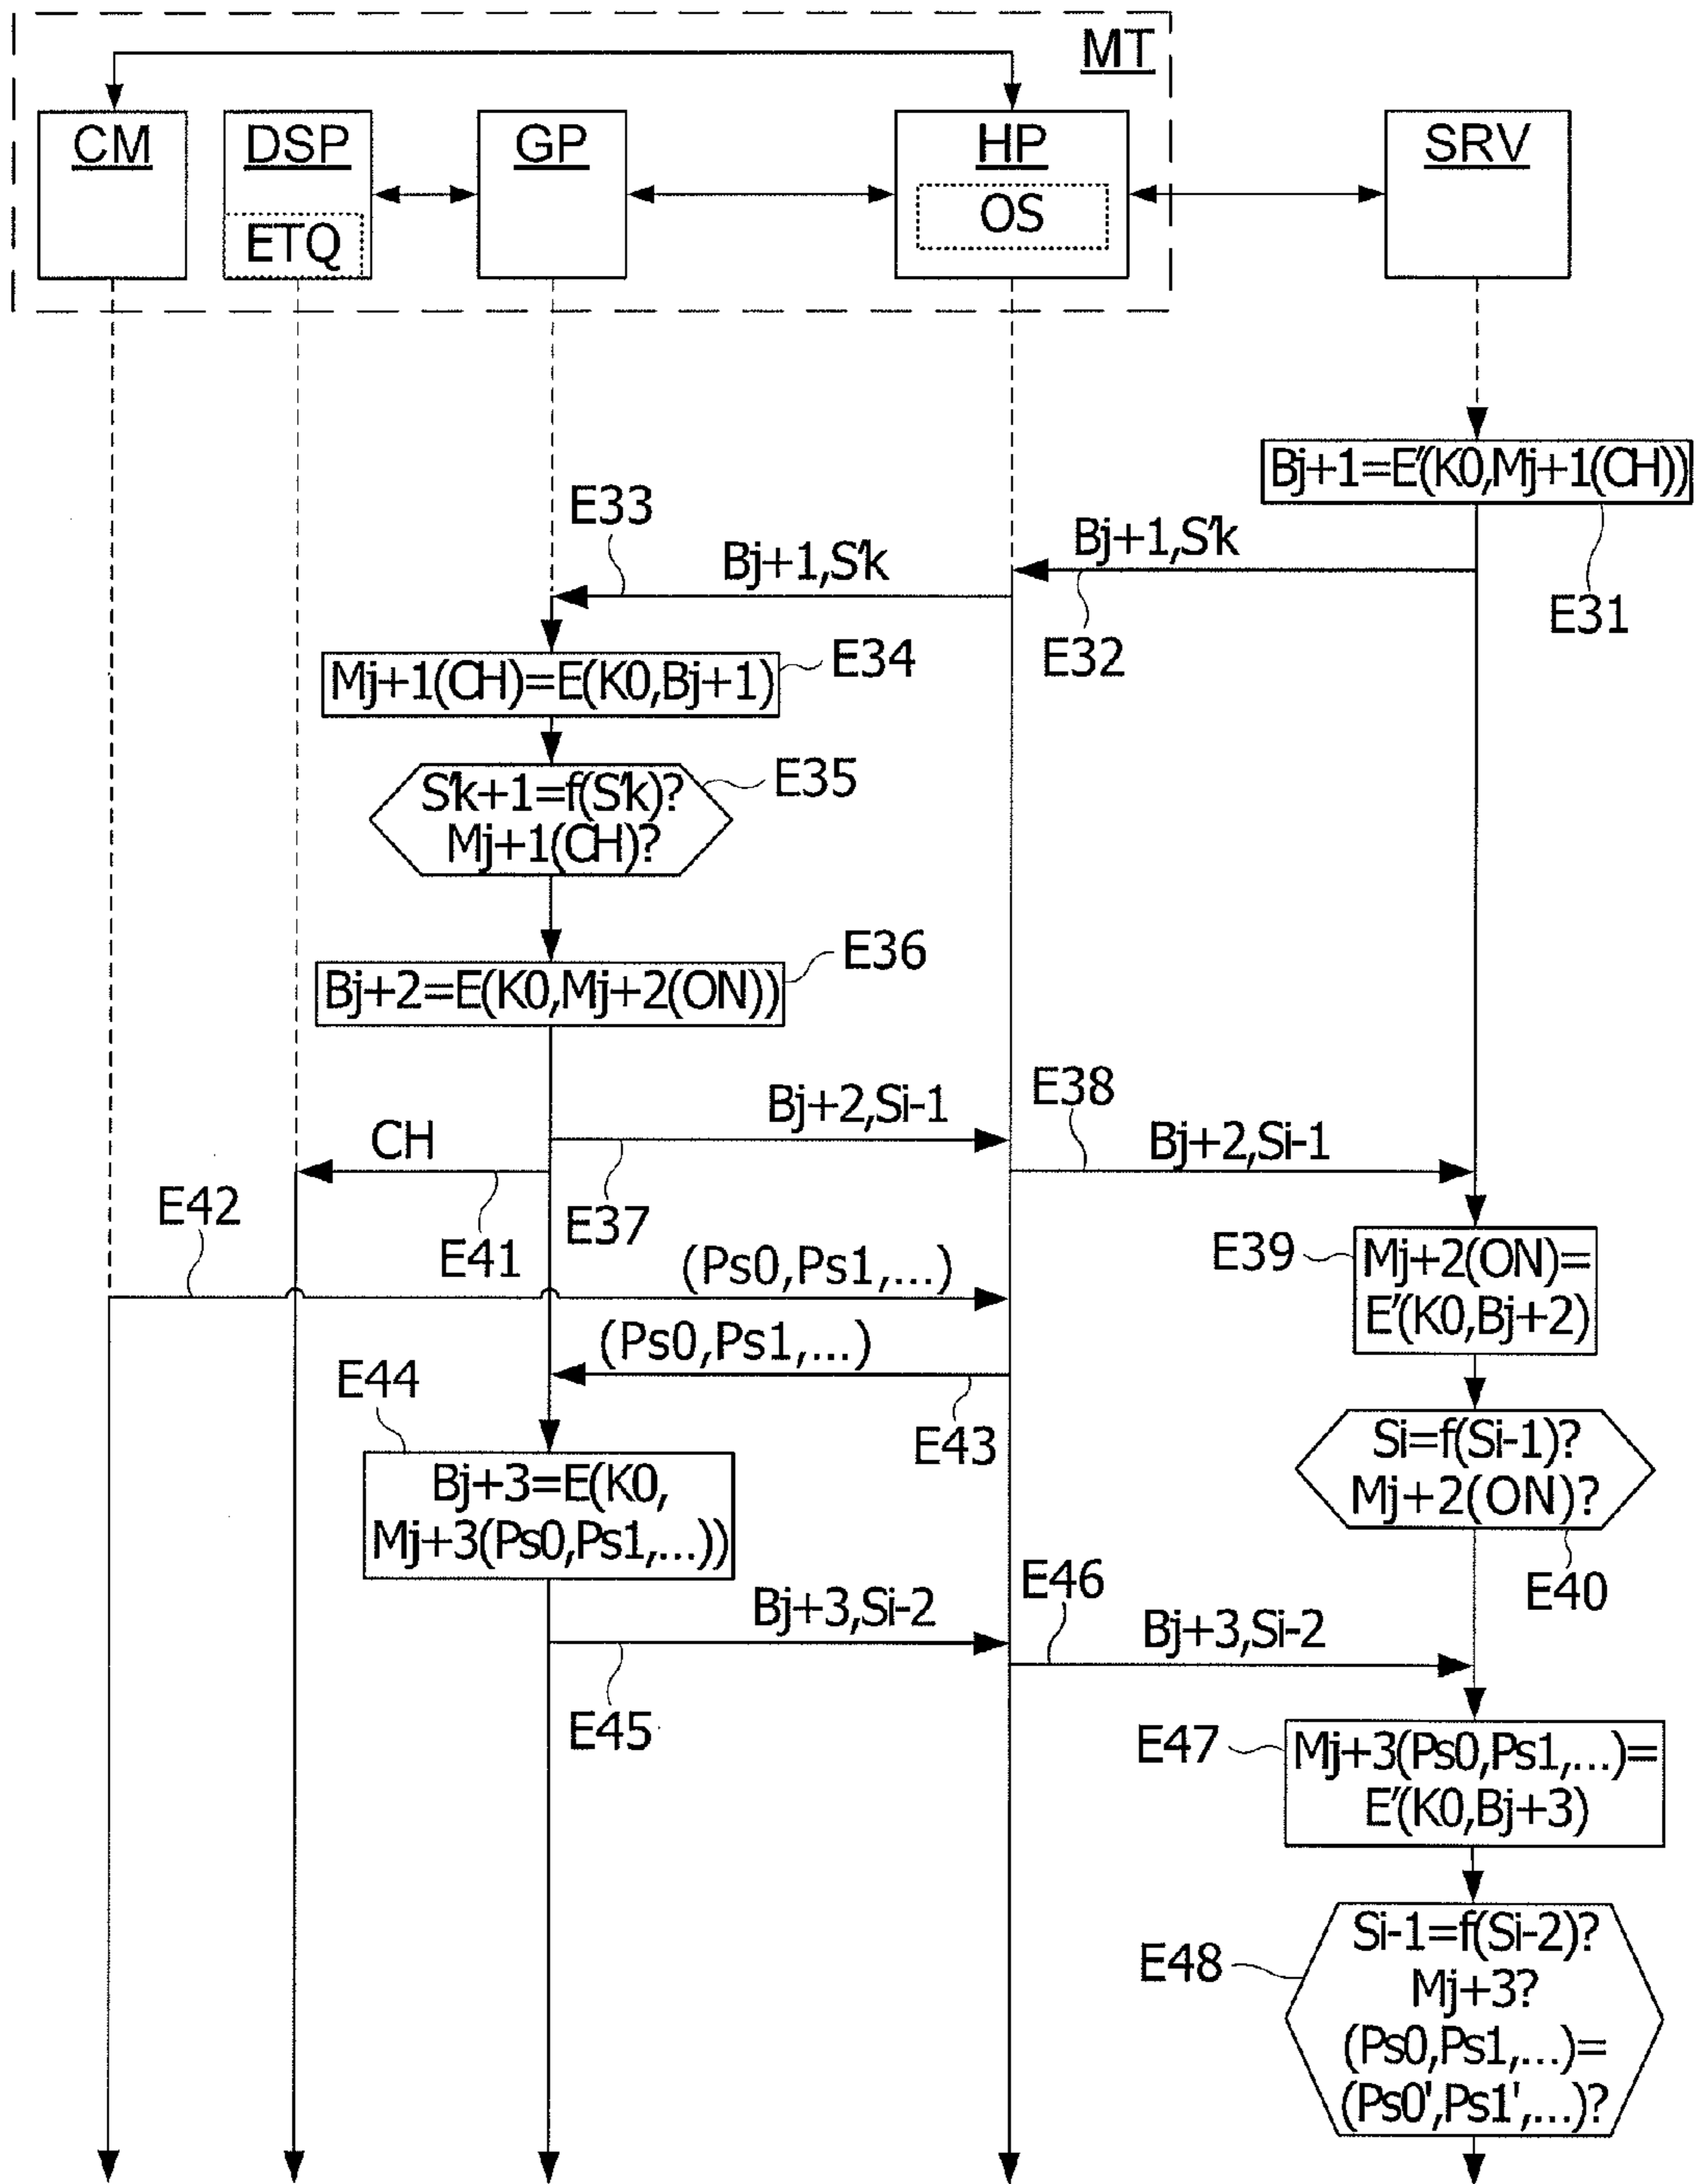 MT
CM
DSP
GP
HP
SRV
ETQ
OS
Bj+1=E'(K0,Mj+1(CH))
E33
Bj+1,S'k
Bj+1,S'k
E31
E32
E34
Mj+1(CH)=E(K0,Bj+1)
E35
S'k+1=f(S'k)?
Mj+1(CH)?
E36
Bj+2=E(K0,Mj+2(ON))
E38
Bj+2,Si-1
CH
Bj+2,Si-1
E42
E37
E41
E39
Mj+2(ON)=
E'(K0,Bj+2)
(Ps0,Ps1,...)
(Ps0,Ps1,...)
E44
E43
Si=f(Si-1)?
Mj+2(ON)?
Bj+3=E(K0,
Mj+3(Ps0,Ps1,...))
E46
E40
Bj+3,Si-2
Bj+3,Si-2
E45
E47
Mj+3(Ps0,Ps1,...)=
E'(K0,Bj+3)
E48
Si-1=f(Si-2)?
Mj+3?
(Ps0,Ps1,...)=
(Ps0',Ps1',...)?